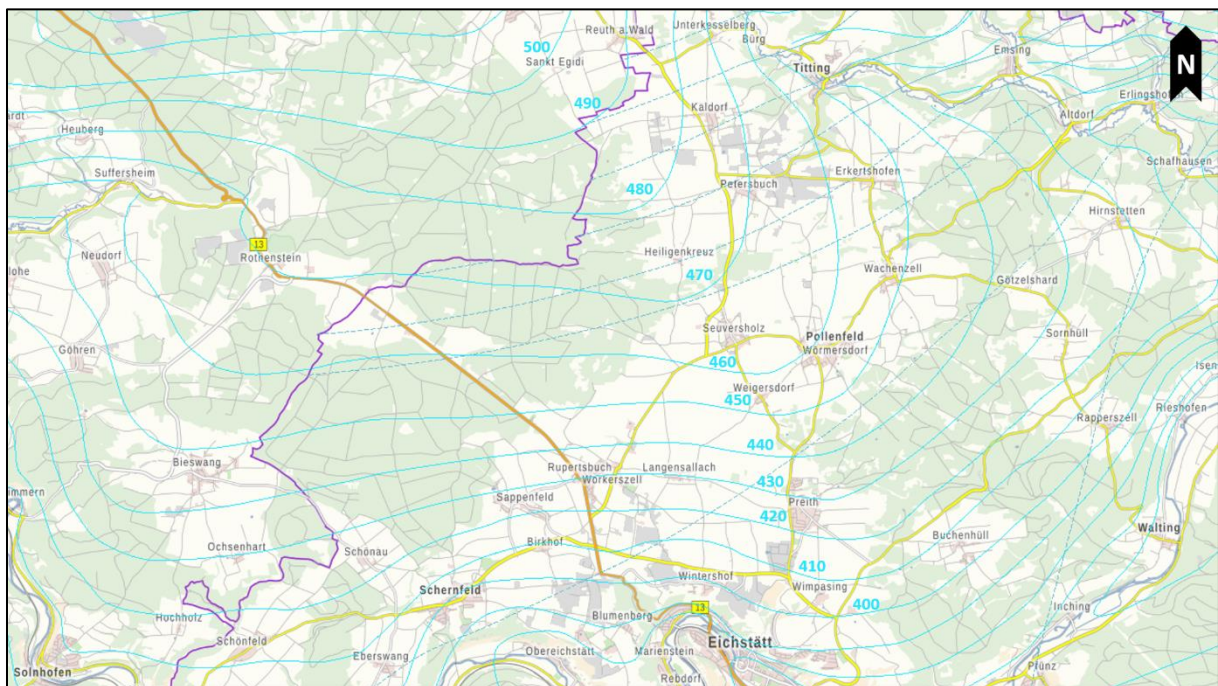 Reuth a.Wald
Unterkesselberg
Bürg
500
Sankt Egidi
Emsing
N
Titting
490
Kaldorf
Altdorf
Heuberg
Suffersheim
480
Petersbuch
Erkertshofen
Schafhausen
Hirnstetten
13
Rothenstein
Neudorf
Heiligenkreuz
470
Wachenzell
Götzelshard
Göhren
Seuversholz
Pollenfeld
Wörmersdorf
460
Sornhüll
Weigersdorf
450
Rieshofen
Rapperszell
440
Bieswang
Rupertsbuch
Langensallach
Workerszell
430
Sappenfeld
Preith
420
Walting
Ochsenhart
Schönau
Birkhof
Buchenhüll
Wintershof
410
Schernfeld
Wimpasing
400
Hochholz
Blumenberg
13
Inching
Schönfeld
Eichstätt
Eberswang
Obereichstätt
Marienstein
Solnhofen
Rebdorf
Pfünz